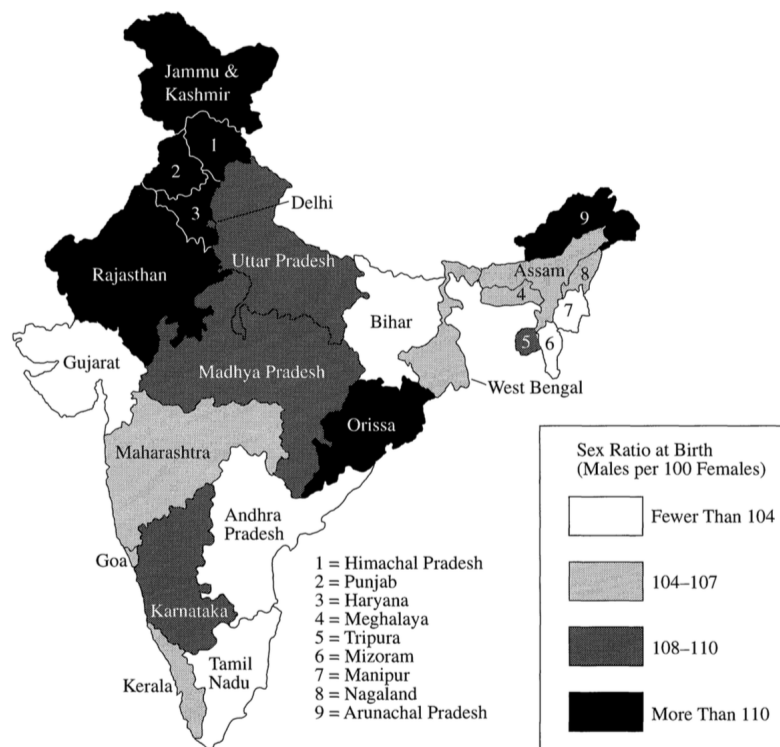 Jammu &
Kashmir
1
2
3
Delhi
9
Rajasthan
Uttar Pradesh
Assam
8
4
7
Bihar
5
6
Gujarat
Madhya Pradesh
West Bengal
Orissa
Maharashtra
Andhra
Pradesh
Goa
Karnataka
Tamil
Nadu
Kerala
1 = Himachal Pradesh
2 = Punjab
3 = Haryana
4 = Meghalaya
5 = Tripura
6 = Mizoram
7 = Manipur
8 = Nagaland
9 = Arunachal Pradesh
Sex Ratio at Birth
(Males per 100 Females)
Fewer Than 104
104–107
108–110
More Than 110